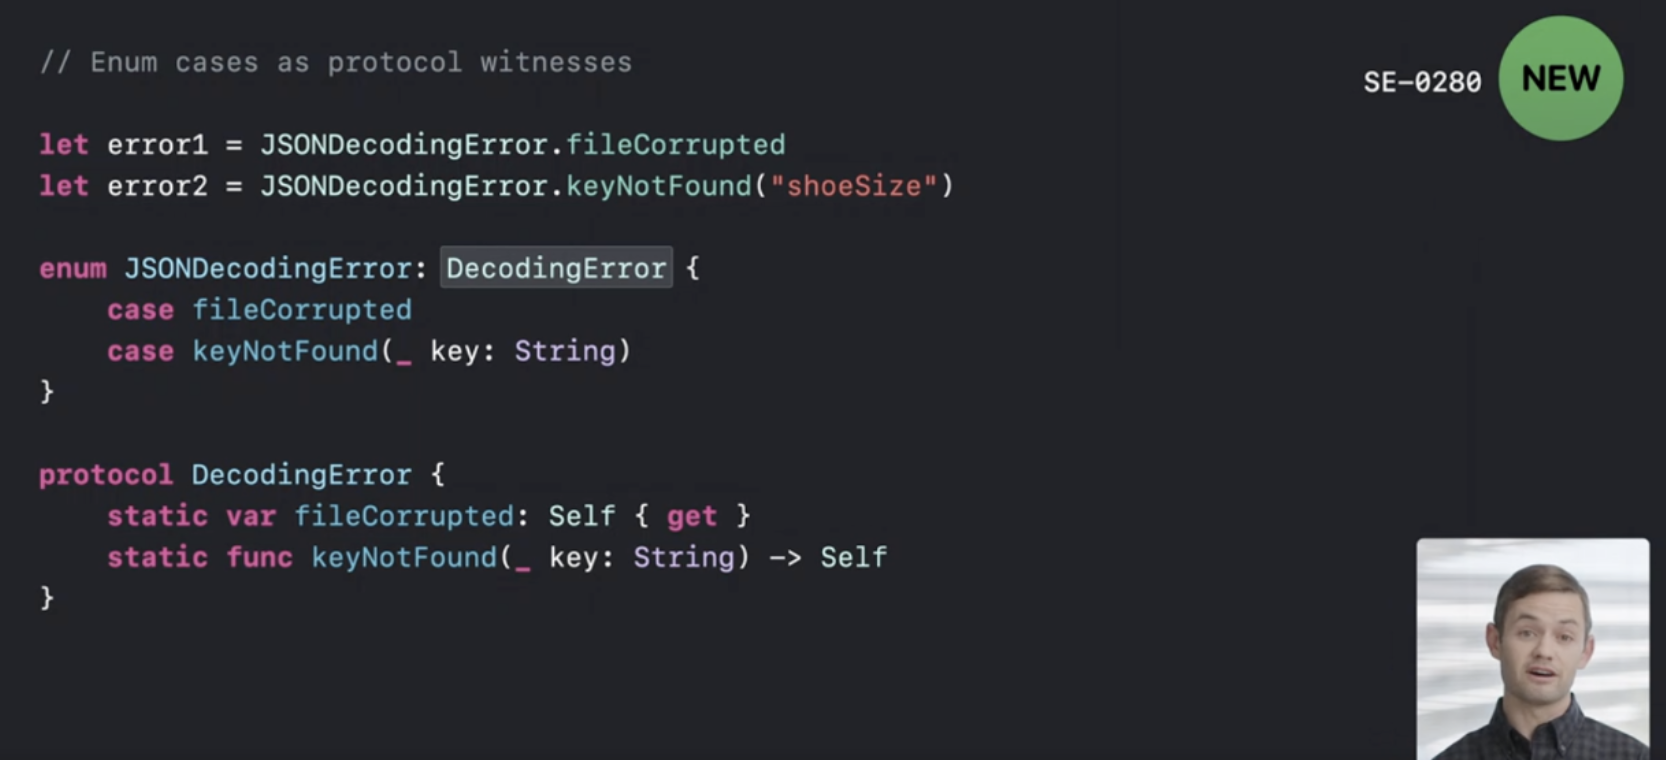 // Enum cases as protocol witnesses
SE-0280
NEW
let error1 = JSONDecodingError.fileCorrupted
let error2 = JSONDecodingError.keyNotFound("shoeSize")
enum JSONDecodingError: DecodingError {
    case fileCorrupted
    case keyNotFound(_ key: String)
}
protocol DecodingError {
    static var fileCorrupted: Self { get }
    static func keyNotFound(_ key: String) -> Self
}